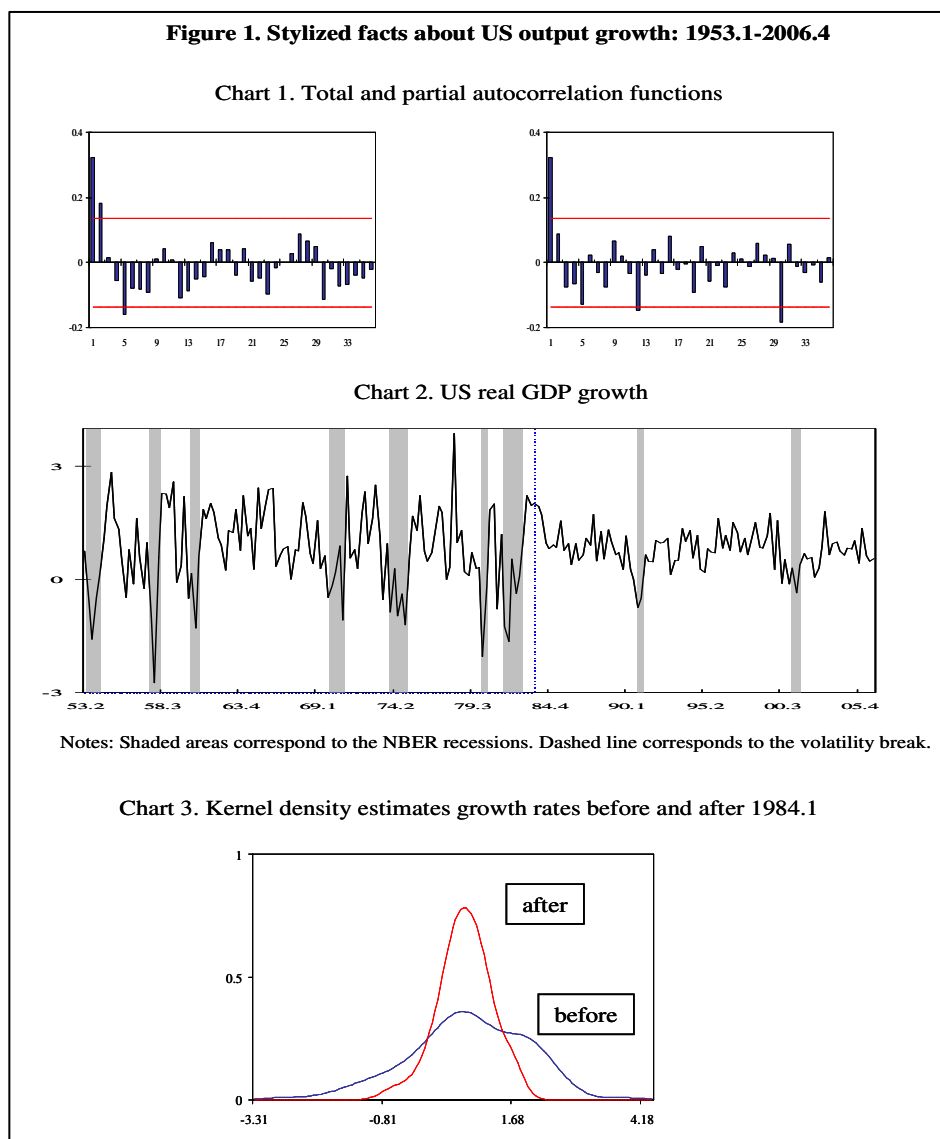 Figure 1. Stylized facts about US output growth: 1953.1-2006.4
Chart 1. Total and partial autocorrelation functions
0.4
0.2
0
-0.2
1 5 9 13 17 21 25 29 33
0.4
0.2
0
-0.2
1 5 9 13 17 21 25 29 33
Chart 2. US real GDP growth
3
0
-3
53.2 58.3 63.4 69.1 74.2 79.3 84.4 90.1 95.2 00.3 05.4
Notes: Shaded areas correspond to the NBER recessions. Dashed line corresponds to the volatility break.
Chart 3. Kernel density estimates growth rates before and after 1984.1
1
after
0.5
before
0
-3.31 -0.81 1.68 4.18